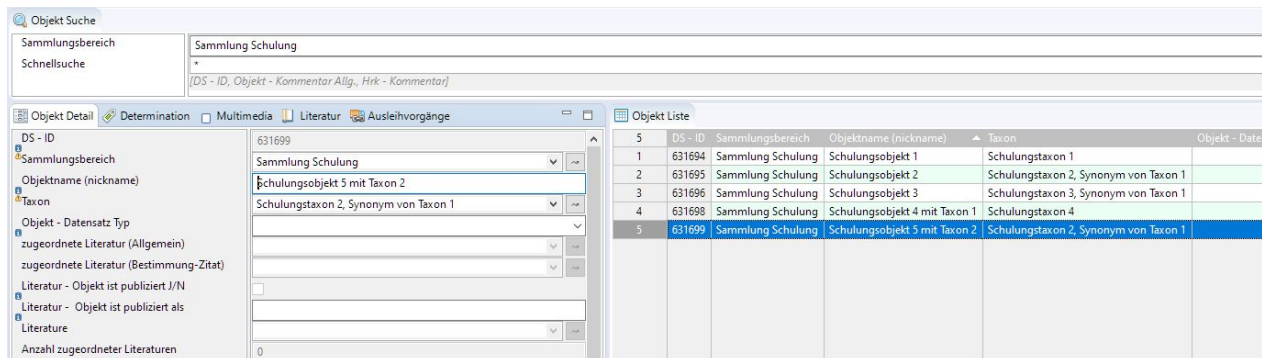 Objekt Suche
Sammlungsbereich
Sammlung Schulung
Schnellsuche
*
[DS - ID, Objekt - Kommentar Allg., Hrk - Kommentar]
Objekt Detail Determination Multimedia Literatur Ausleihvorgänge
DS - ID
631699
Sammlungsbereich
Sammlung Schulung
Objektname (nickname)
Schulungsobjekt 5 mit Taxon 2
Taxon
Schulungstaxon 2, Synonym von Taxon 1
Objekt - Datensatz Typ
zugeordnete Literatur (Allgemein)
zugeordnete Literatur (Bestimmung-Zitat)
Literatur - Objekt ist publiziert J/N
Literatur - Objekt ist publiziert als
Literature
Anzahl zugeordneter Literaturen
0
Objekt Liste
5 DS - ID Sammlungsbereich Objektname (nickname) Taxon Objekt - Date
1 631694 Sammlung Schulung Schulungsobjekt 1 Schulungstaxon 1
2 631695 Sammlung Schulung Schulungsobjekt 2 Schulungstaxon 2, Synonym von Taxon 1
3 631696 Sammlung Schulung Schulungsobjekt 3 Schulungstaxon 3, Synonym von Taxon 1
4 631698 Sammlung Schulung Schulungsobjekt 4 mit Taxon 1 Schulungstaxon 4
5 631699 Sammlung Schulung Schulungsobjekt 5 mit Taxon 2 Schulungstaxon 2, Synonym von Taxon 1